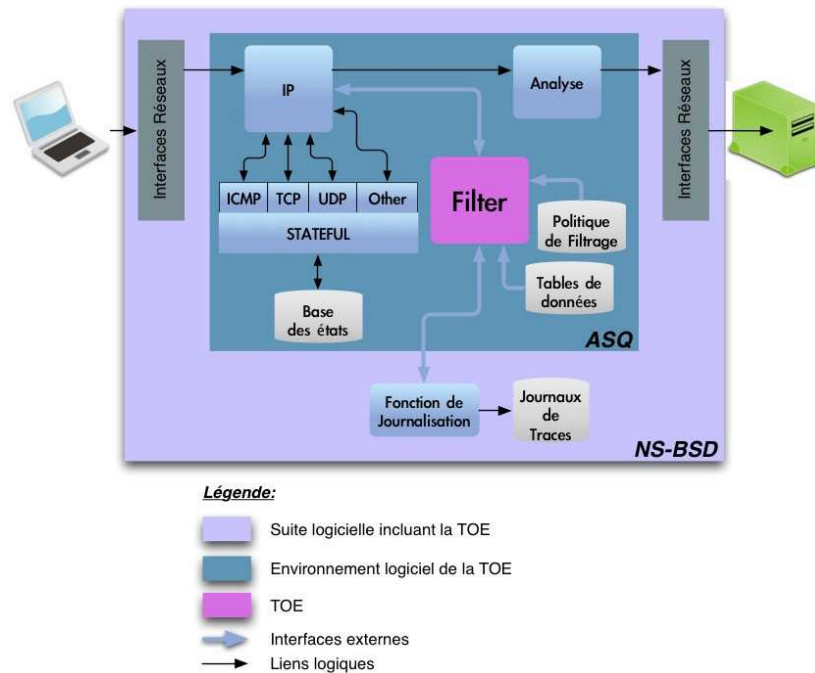 Interfaces Réseaux
IP
Analyse
Interfaces Réseaux
ICMP
TCP
UDP
Other
STATEFUL
Filter
Politique
de Filtrage
Tables de
données
Base
des états
ASQ
Fonction de
Journalisation
Journaux
de
Traces
NS-BSD
Légende:
Suite logicielle incluant la TOE
Environnement logiciel de la TOE
TOE
Interfaces externes
Liens logiques